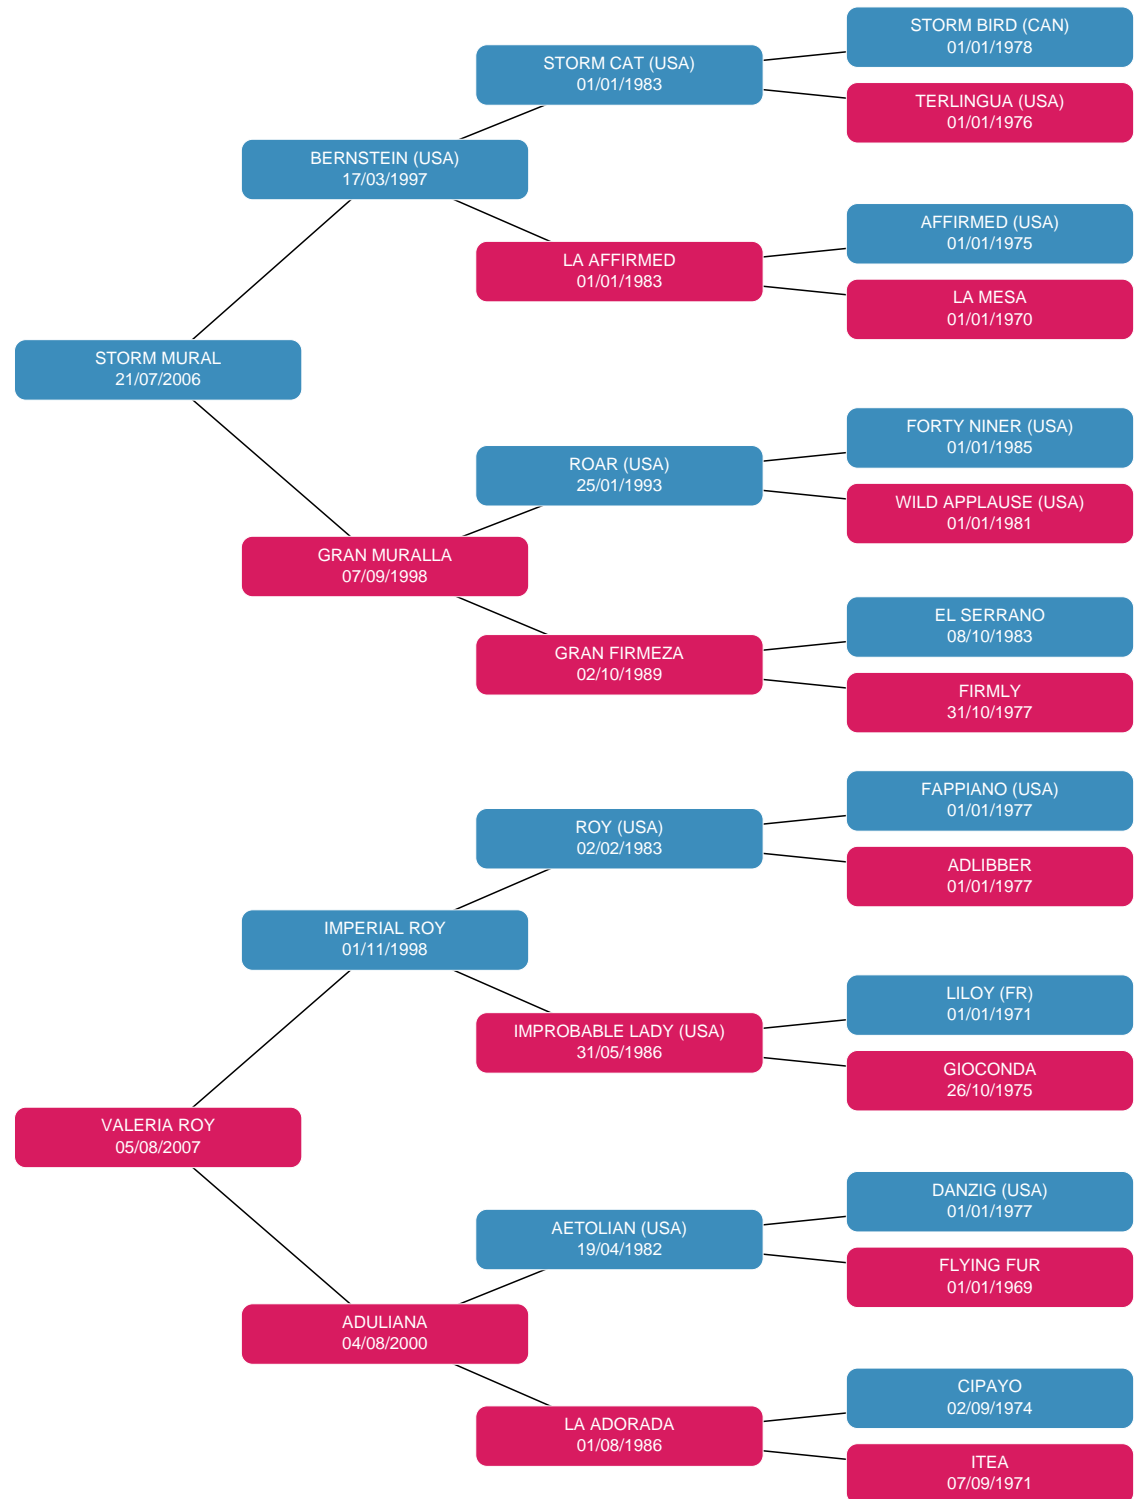 STORM BIRD (CAN)
01/01/1978
STORM CAT (USA)
01/01/1983
TERLINGUA (USA)
01/01/1976
BERNSTEIN (USA)
17/03/1997
AFFIRMED (USA)
01/01/1975
LA AFFIRMED
01/01/1983
LA MESA
01/01/1970
STORM MURAL
21/07/2006
FORTY NINER (USA)
01/01/1985
ROAR (USA)
25/01/1993
WILD APPLAUSE (USA)
01/01/1981
GRAN MURALLA
07/09/1998
EL SERRANO
08/10/1983
GRAN FIRMEZA
02/10/1989
FIRMLY
31/10/1977
FAPPIANO (USA)
01/01/1977
ROY (USA)
02/02/1983
ADLIBBER
01/01/1977
IMPERIAL ROY
01/11/1998
LILOY (FR)
01/01/1971
IMPROBABLE LADY (USA)
31/05/1986
GIOCONDA
26/10/1975
VALERIA ROY
05/08/2007
DANZIG (USA)
01/01/1977
AETOLIAN (USA)
19/04/1982
FLYING FUR
01/01/1969
ADULIANA
04/08/2000
CIPAYO
02/09/1974
LA ADORADA
01/08/1986
ITEA
07/09/1971